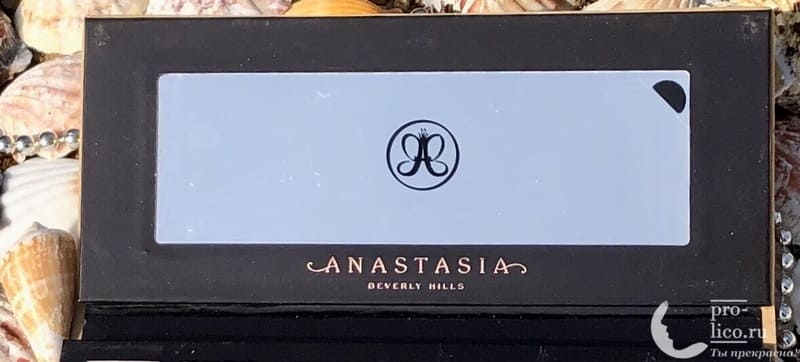 ANASTASIA
BEVERLY HILLS
pro-
lico.ru
Ты прекрасна!